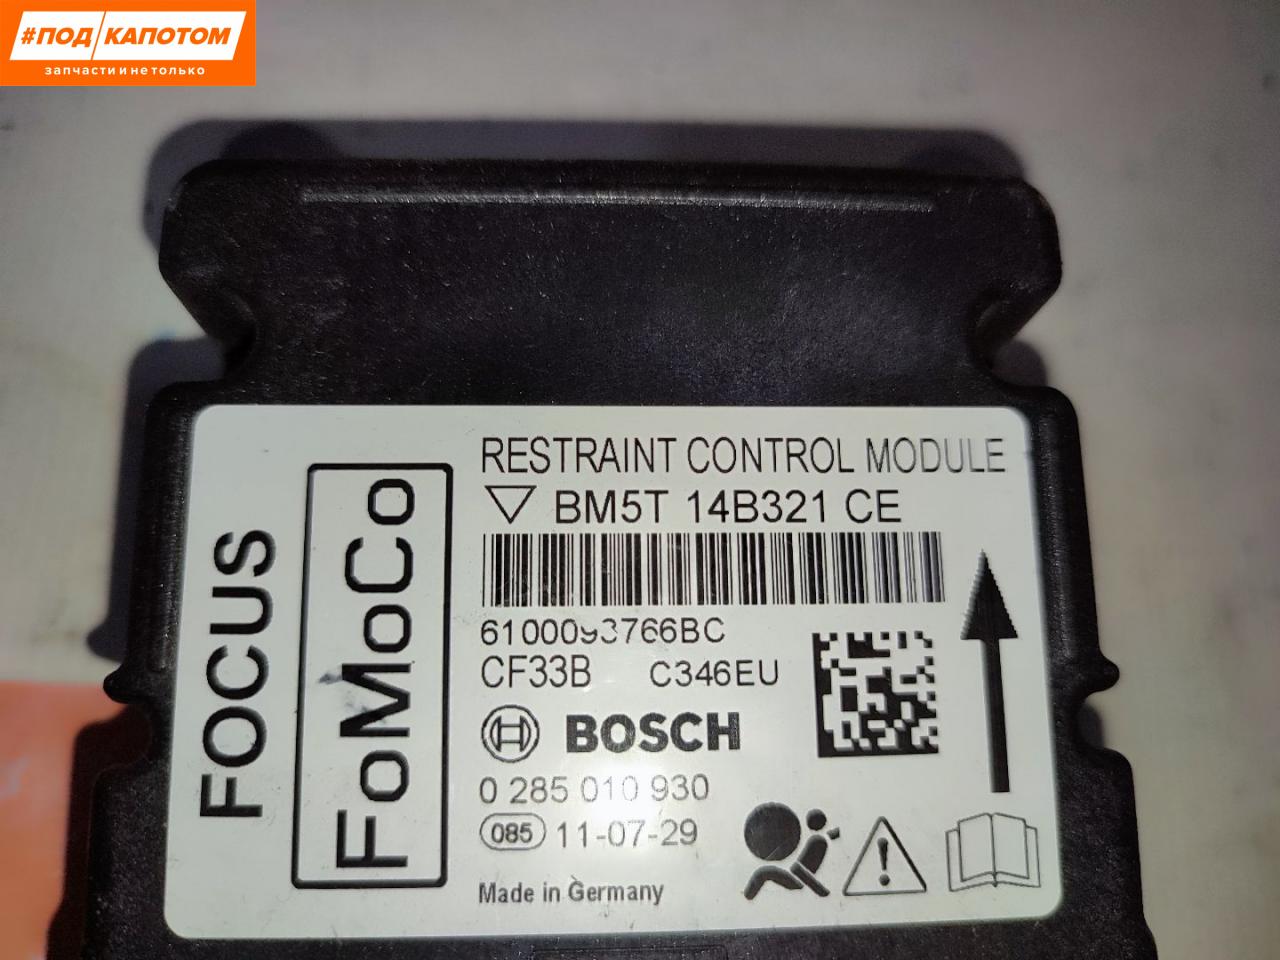 #ПОД/КАПОТОМ
запчасти и не только
RESTRAINT CONTROL MODULE
BM5T 14B321 CE
6100093766BC
CF33B C346EU
BOSCH
0 285 010 930
085 11-07-29
Made in Germany
FOCUS
FoMoCo